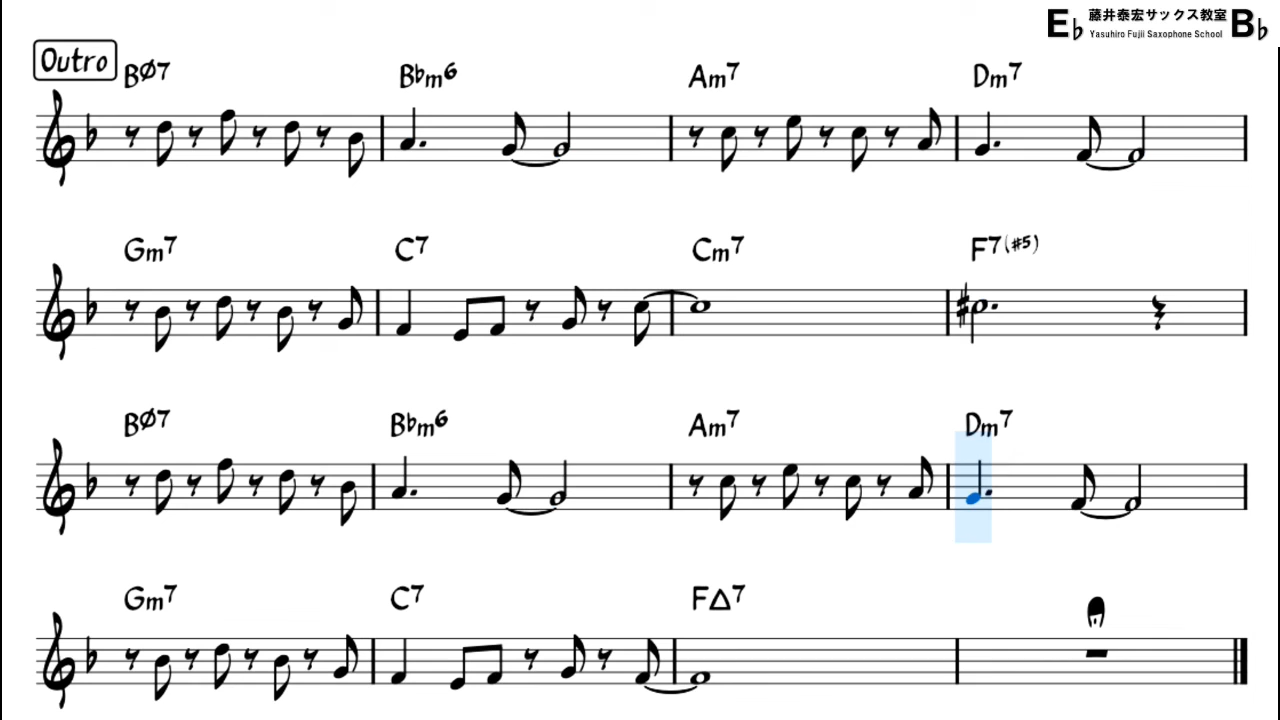 E♭ 藤井泰宏サックス教室 B♭
Yasuhiro Fujii Saxophone School
Outro
BØ7 B♭m6 Am7 Dm7
Gm7 C7 Cm7 F7(#5)
BØ7 B♭m6 Am7 Dm7
Gm7 C7 F△7